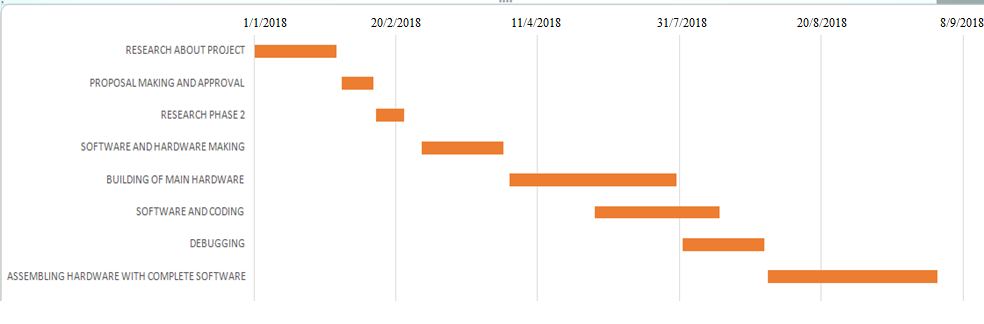 1/1/2018 20/2/2018 11/4/2018 31/7/2018 20/8/2018 8/9/2018
RESEARCH ABOUT PROJECT
PROPOSAL MAKING AND APPROVAL
RESEARCH PHASE 2
SOFTWARE AND HARDWARE MAKING
BUILDING OF MAIN HARDWARE
SOFTWARE AND CODING
DEBUGGING
ASSEMBLING HARDWARE WITH COMPLETE SOFTWARE